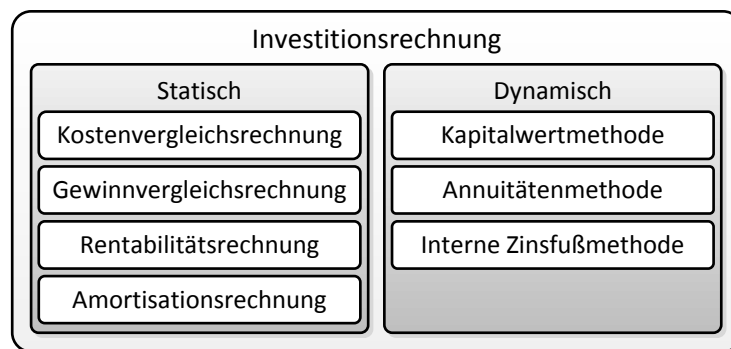 Investitionsrechnung
Statisch
Kostenvergleichsrechnung
Gewinnvergleichsrechnung
Rentabilitätsrechnung
Amortisationsrechnung
Dynamisch
Kapitalwertmethode
Annuitätenmethode
Interne Zinsfußmethode